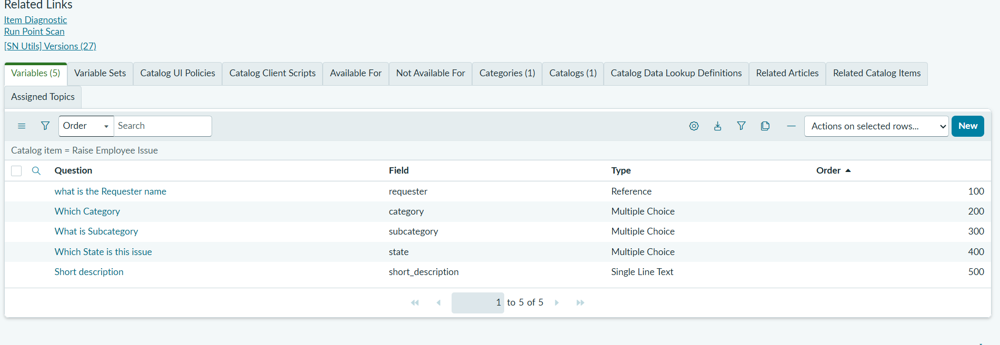 Related Links
Item Diagnostic
Run Point Scan
[SN Utils] Versions (27)
Variables (5) Variable Sets Catalog UI Policies Catalog Client Scripts Available For Not Available For Categories (1) Catalogs (1) Catalog Data Lookup Definitions Related Articles Related Catalog Items
Assigned Topics
Order Search Actions on selected rows... New
Catalog item = Raise Employee Issue
Question Field Type Order
what is the Requester name requester Reference 100
Which Category category Multiple Choice 200
What is Subcategory subcategory Multiple Choice 300
Which State is this issue state Multiple Choice 400
Short description short_description Single Line Text 500
1 to 5 of 5